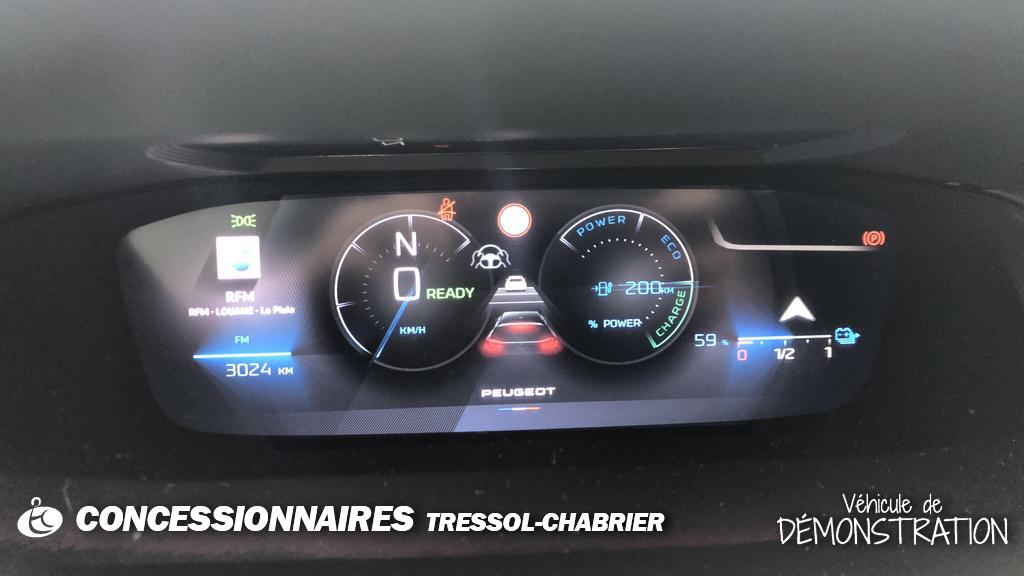 RFM
RFM - LOUANE - La Pluie
FM
3024 KM
N
0
READY
KM/H
POWER
ECO
CHARGE
200 KM
% POWER
P
59 %
0 1/2 1
PEUGEOT
CONCESSIONNAIRES TRESSOL-CHABRIER
Véhicule de
DÉMONSTRATION